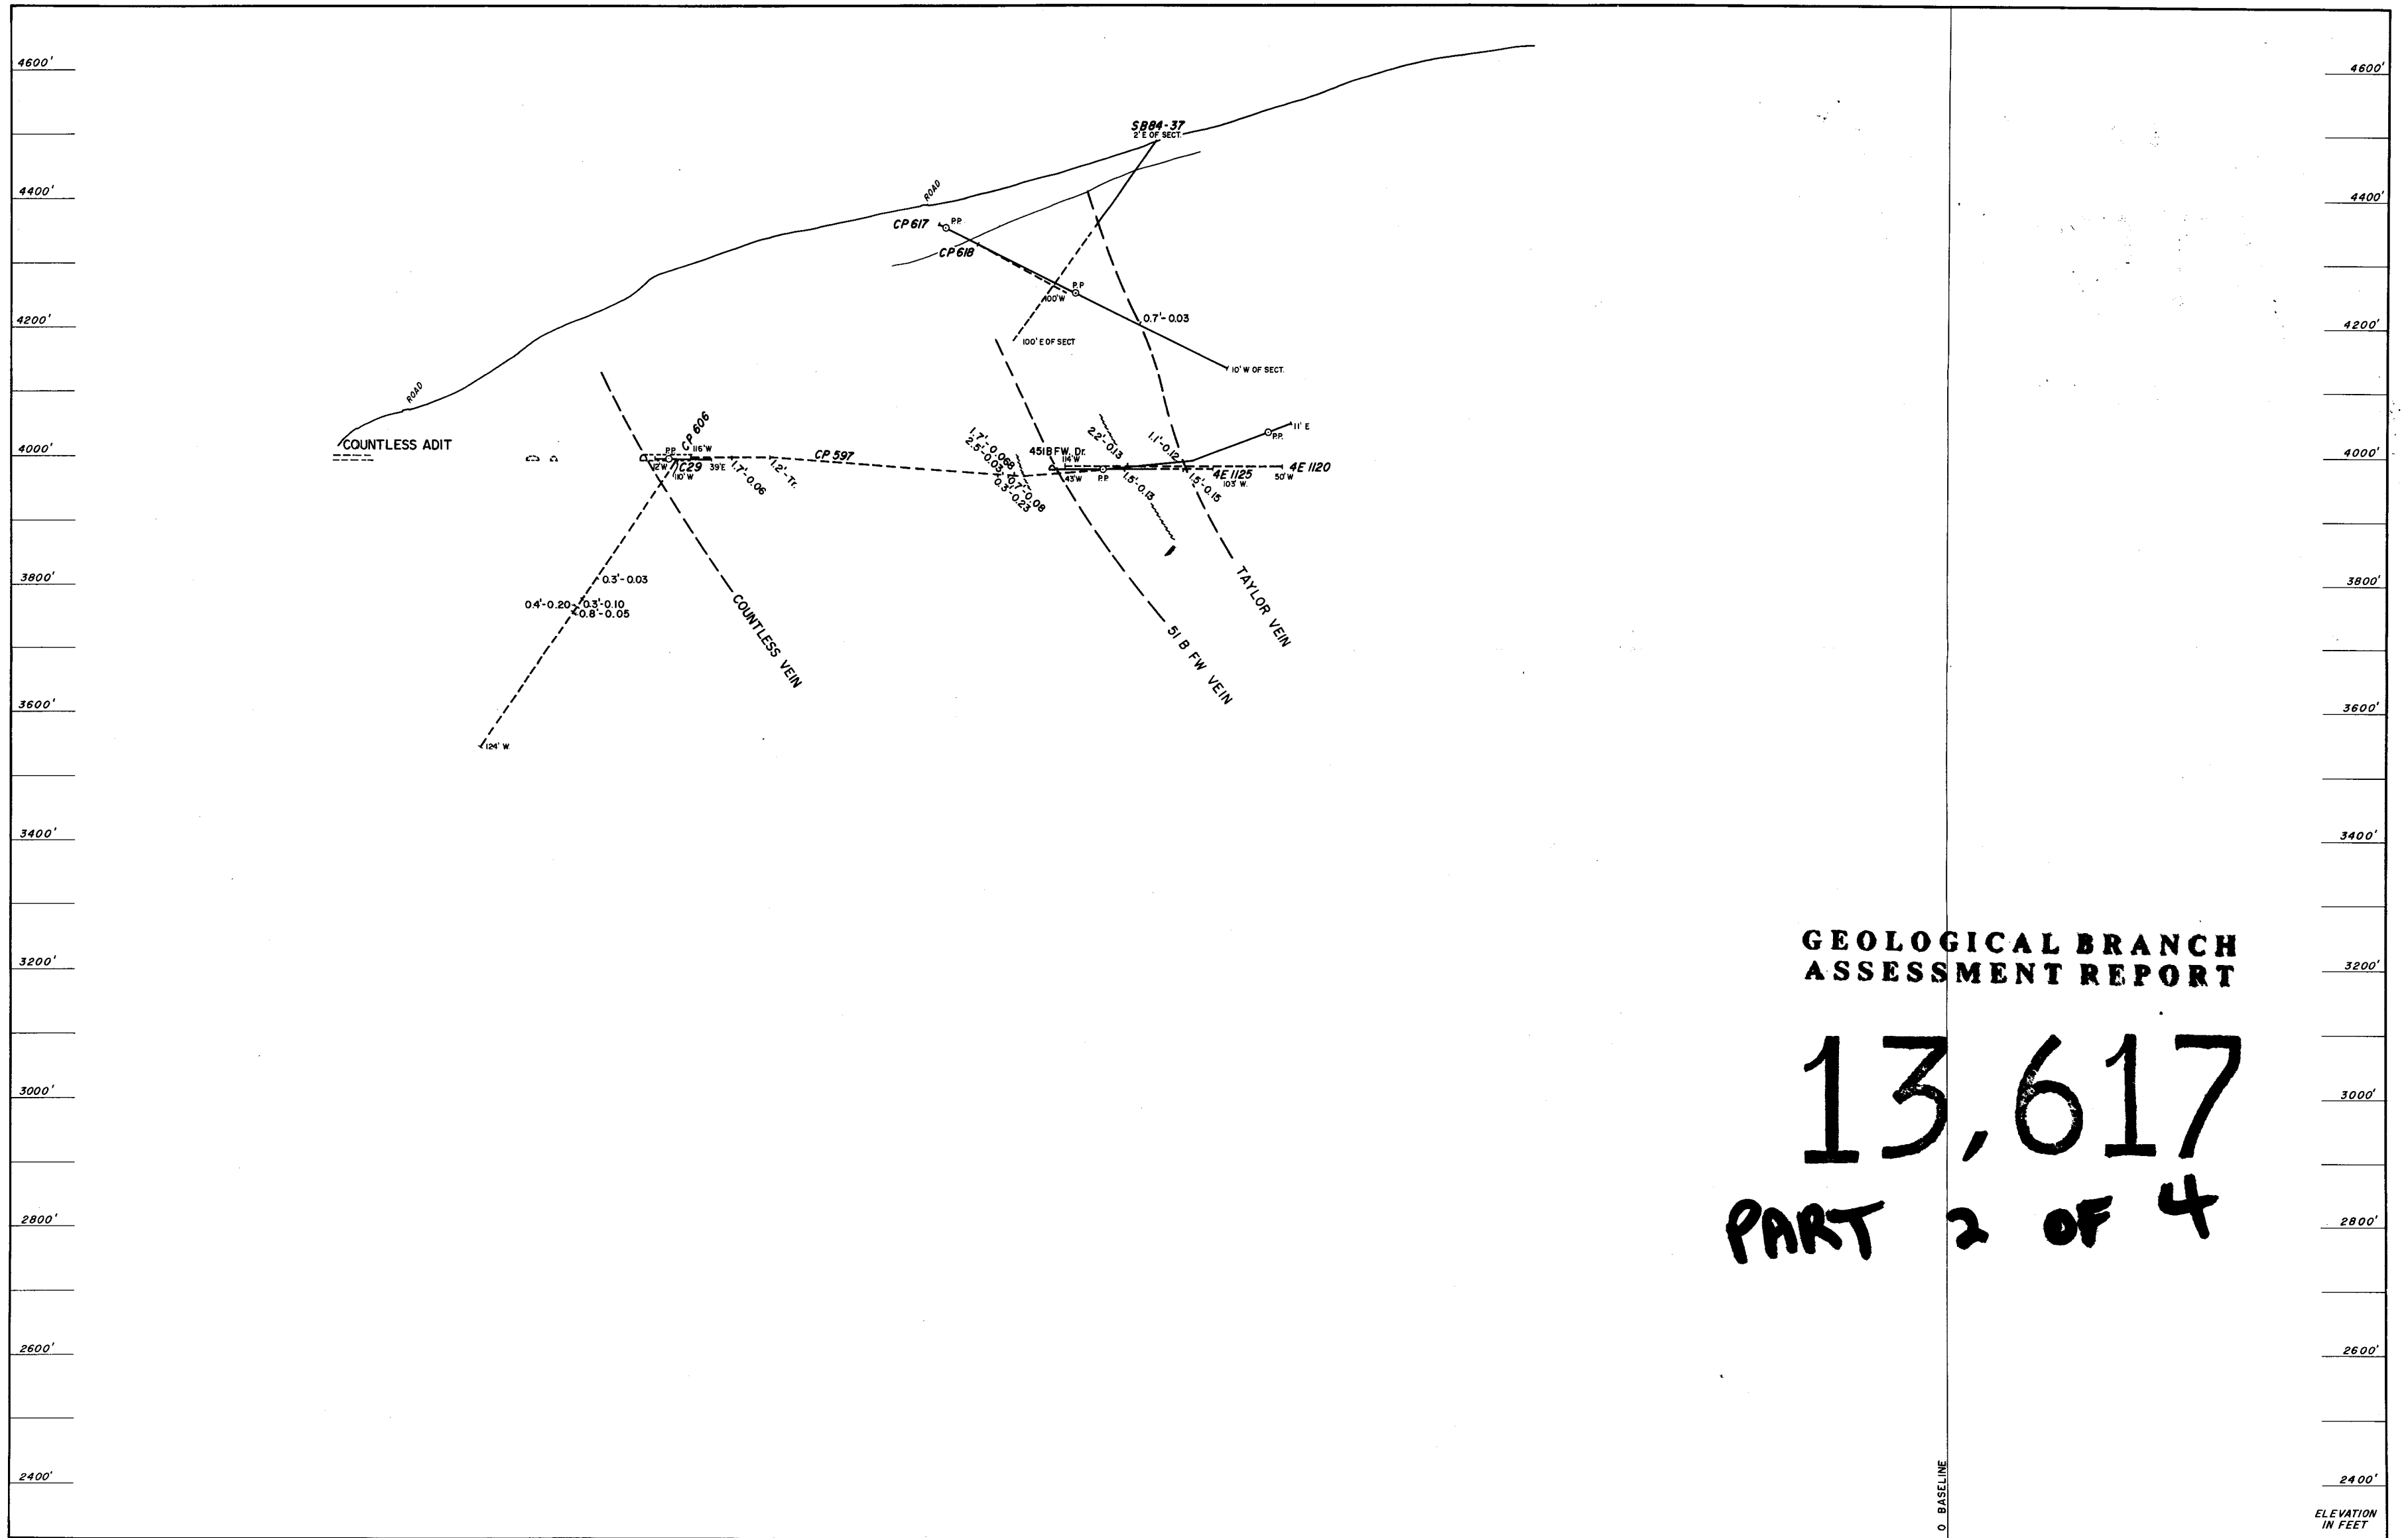 4600'
4400'
4200'
4000'
3800'
3600'
3400'
3200'
3000'
2800'
2600'
2400'
4600'
4400'
4200'
4000'
3800'
3600'
3400'
3200'
3000'
2800'
2600'
2400'
ELEVATION
IN FEET
SB84-37
2' E OF SECT.
ROAD
CP 617
P.P.
CP 618
100' W
P.P
0.7'-0.03
100' E OF SECT
10' W OF SECT.
ROAD
COUNTLESS ADIT
CP 606
P.P.
116' W
12' W
C29
39' E
110' W
1.7'-0.06
1.2'-Tr.
CP 597
1.7'-0.068
2.5'-0.03
0.7'-0.08
0.3'-0.23
451B FW. Dr.
114' W
43' W
P.P.
2.2'-0.13
1.5'-0.13
1.1'-0.12
1.5'-0.15
11' E
P.P.
4E 1120
4E 1125
103' W.
50' W
0.3'-0.03
0.4'-0.20
0.3'-0.10
0.8'-0.05
124' W.
COUNTLESS VEIN
51 B FW VEIN
TAYLOR VEIN
GEOLOGICAL BRANCH
ASSESSMENT REPORT
13,617
PART 2 OF 4
O BASELINE